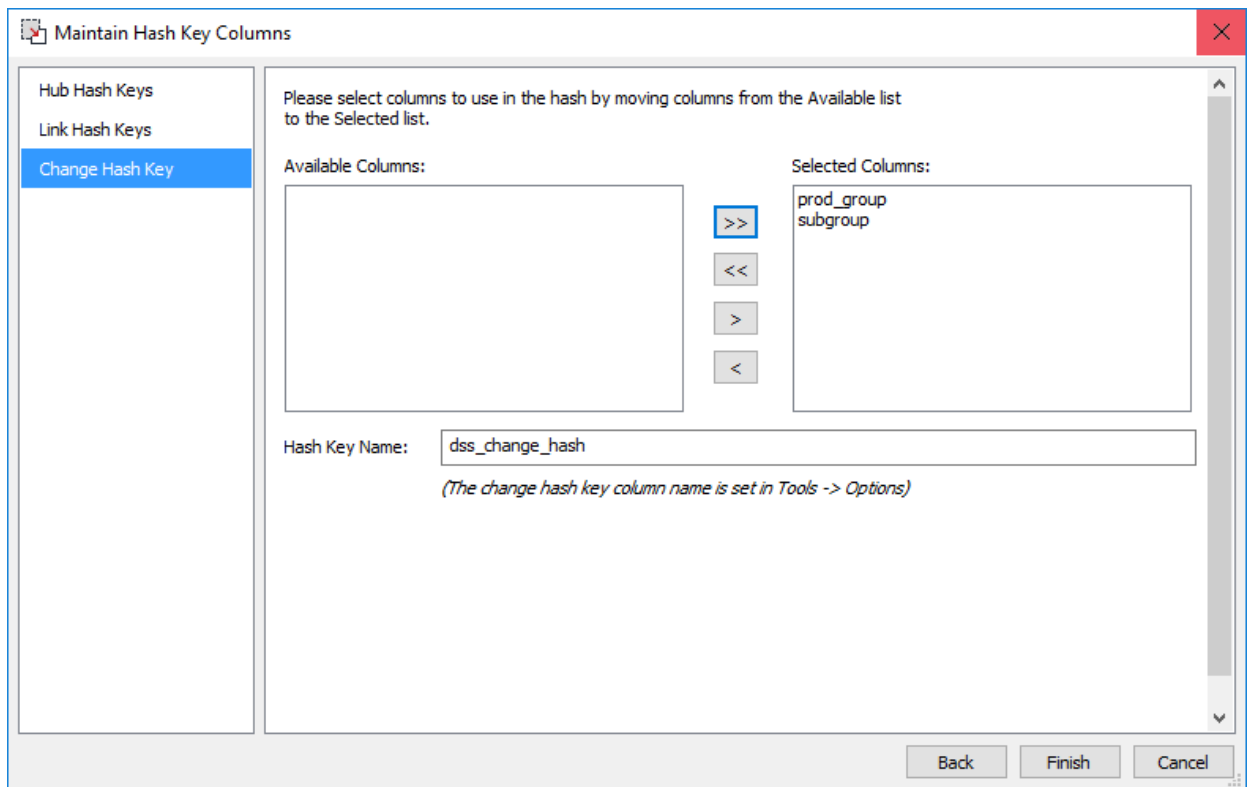 Maintain Hash Key Columns
Hub Hash Keys
Link Hash Keys
Change Hash Key
Please select columns to use in the hash by moving columns from the Available list
to the Selected list.
Available Columns:
Selected Columns:
prod_group
subgroup
>>
<<
>
<
Hash Key Name:
dss_change_hash
(The change hash key column name is set in Tools -> Options)
Back
Finish
Cancel